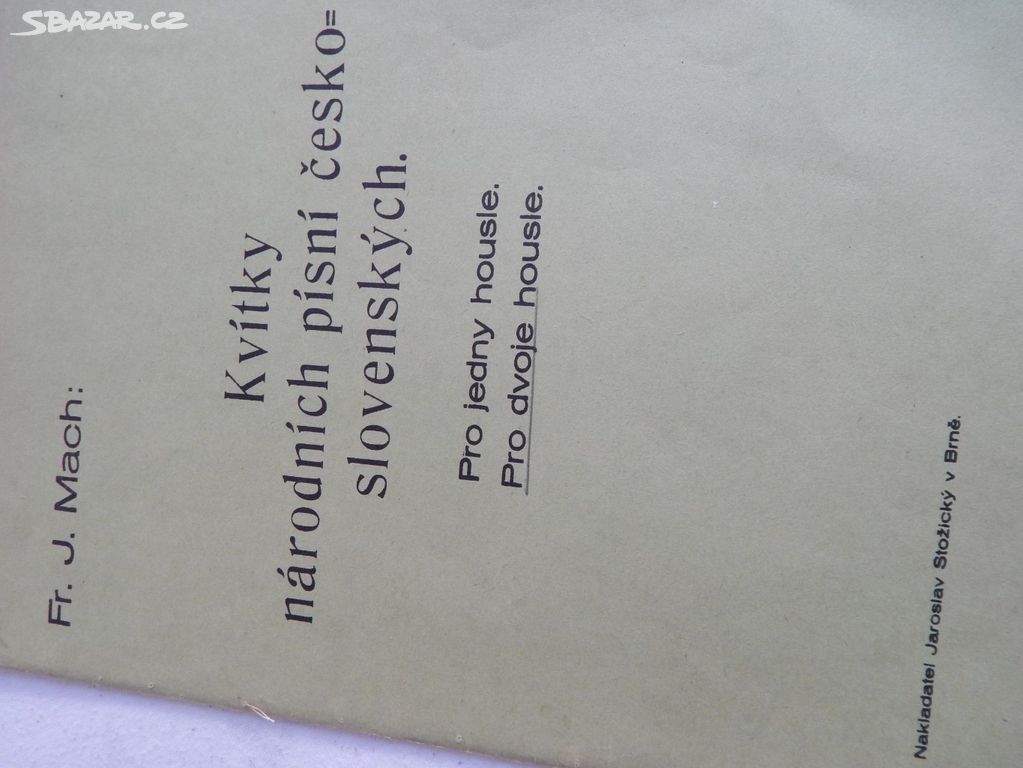 SBAZAR.CZ
Fr. J. Mach:
Kvítky
národních písní česko=
slovenských.
Pro jedny housle.
Pro dvoje housle.
Nakladatel Jaroslav Stožický v Brně.